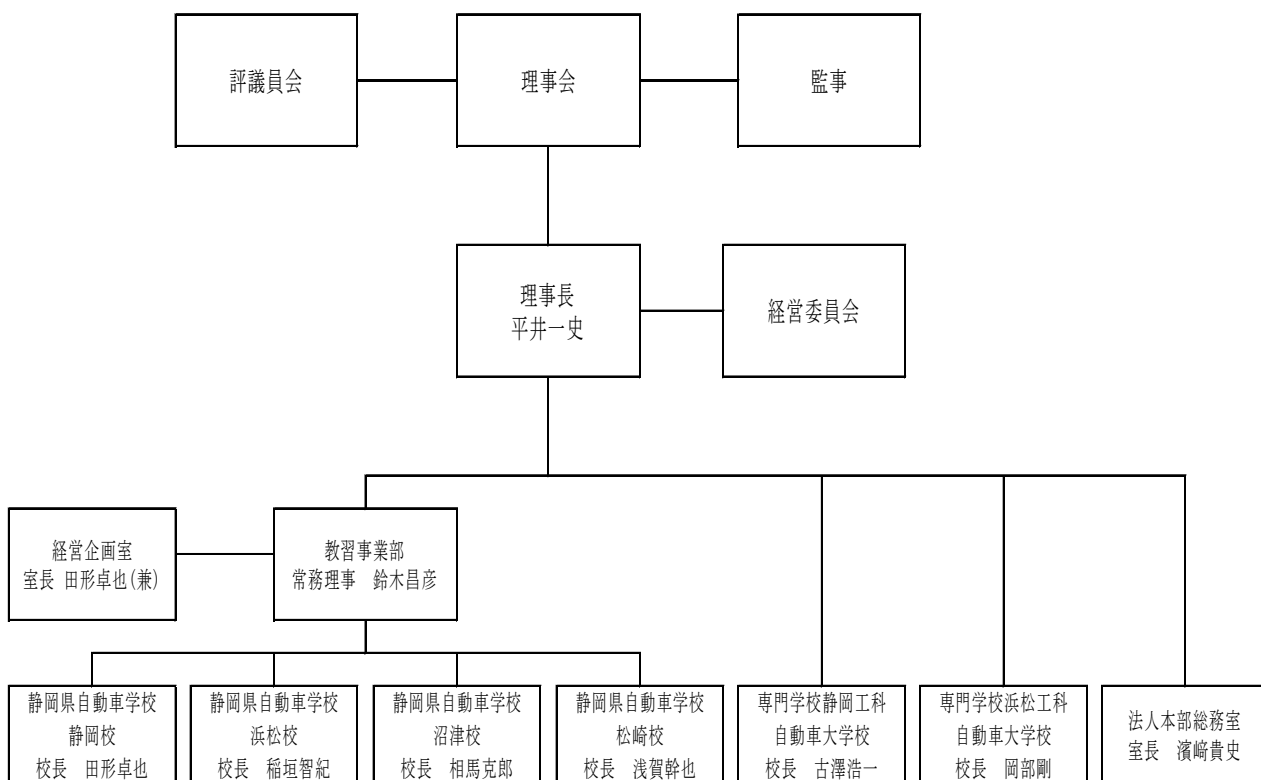 評議員会
理事会
監事
理事長
平井一史
経営委員会
経営企画室
室長 田形卓也(兼)
教習事業部
常務理事　鈴木昌彦
静岡県自動車学校
静岡校
校長　田形卓也
静岡県自動車学校
浜松校
校長　稲垣智紀
静岡県自動車学校
沼津校
校長　相馬克郎
静岡県自動車学校
松崎校
校長　浅賀幹也
専門学校静岡工科
自動車大学校
校長　古澤浩一
専門学校浜松工科
自動車大学校
校長　岡部剛
法人本部総務室
室長　濱﨑貴史